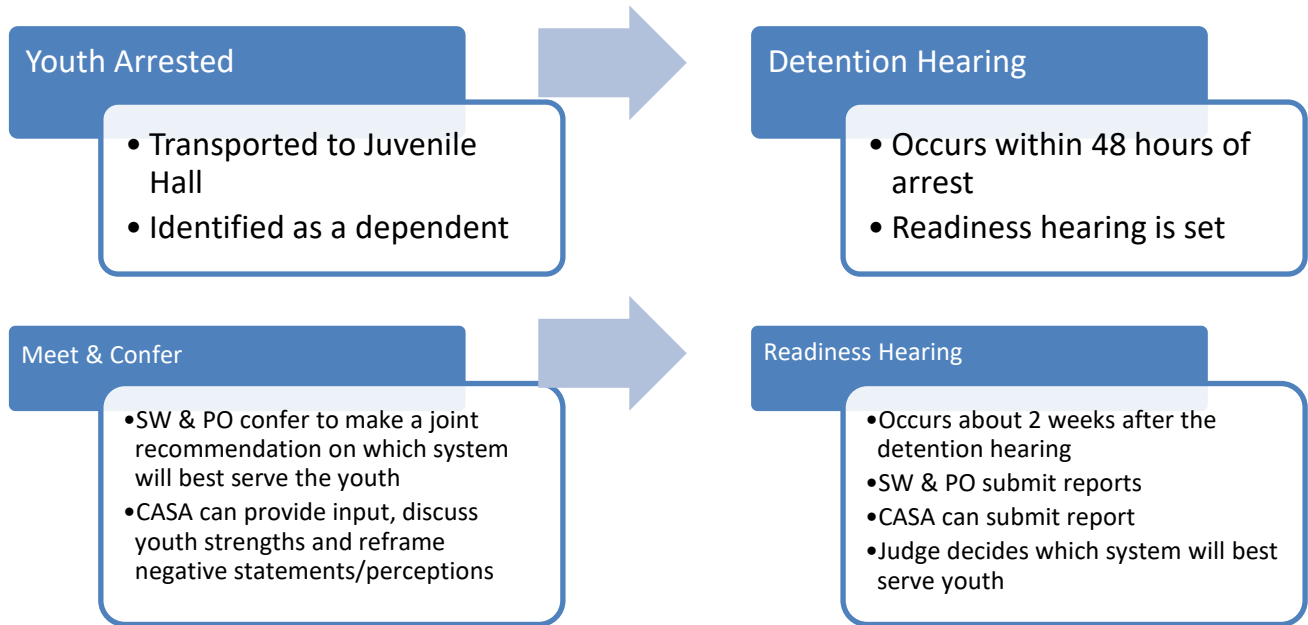 Youth Arrested
• Transported to Juvenile
Hall
• Identified as a dependent
Detention Hearing
• Occurs within 48 hours of
arrest
• Readiness hearing is set
Meet & Confer
•SW & PO confer to make a joint
recommendation on which system
will best serve the youth
•CASA can provide input, discuss
youth strengths and reframe
negative statements/perceptions
Readiness Hearing
•Occurs about 2 weeks after the
detention hearing
•SW & PO submit reports
•CASA can submit report
•Judge decides which system will best
serve youth